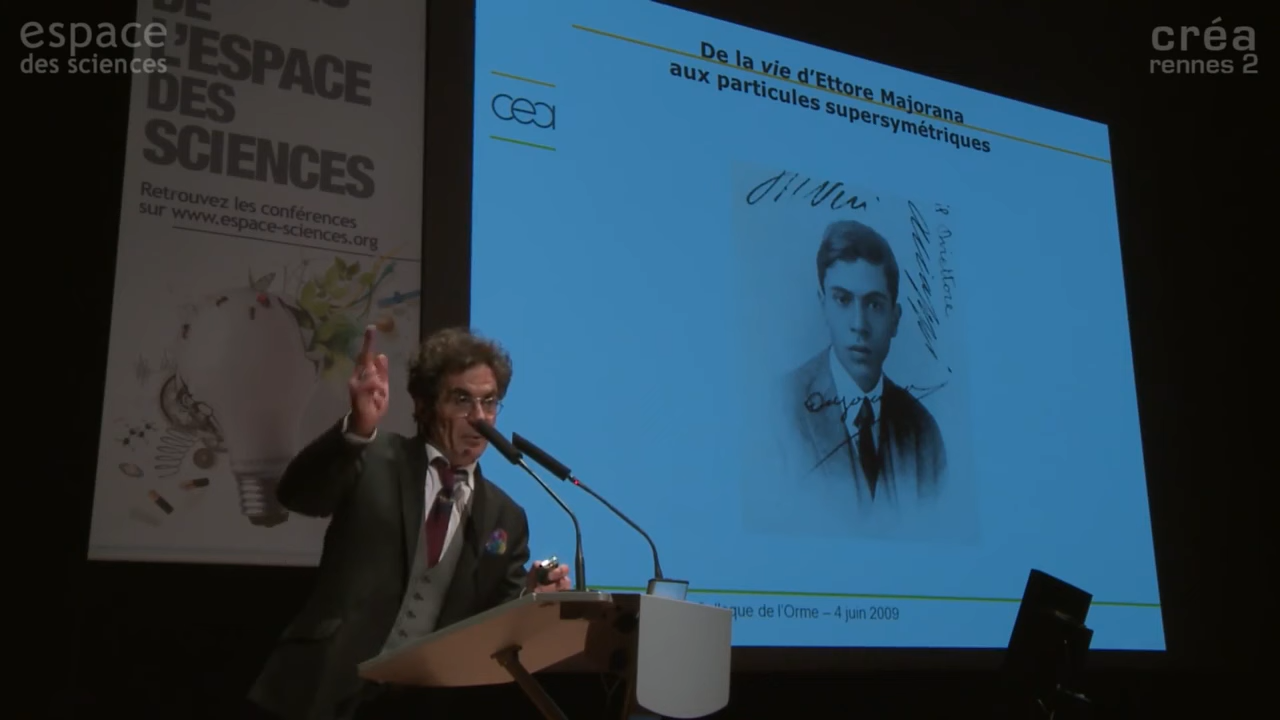 espace
des sciences
DE
L'ESPACE
DES
SCIENCES
Retrouvez les conférences
sur www.espace-sciences.org
créa
rennes 2
cea
De la vie d'Ettore Majorana
aux particules supersymétriques
que de l'Orme – 4 juin 2009